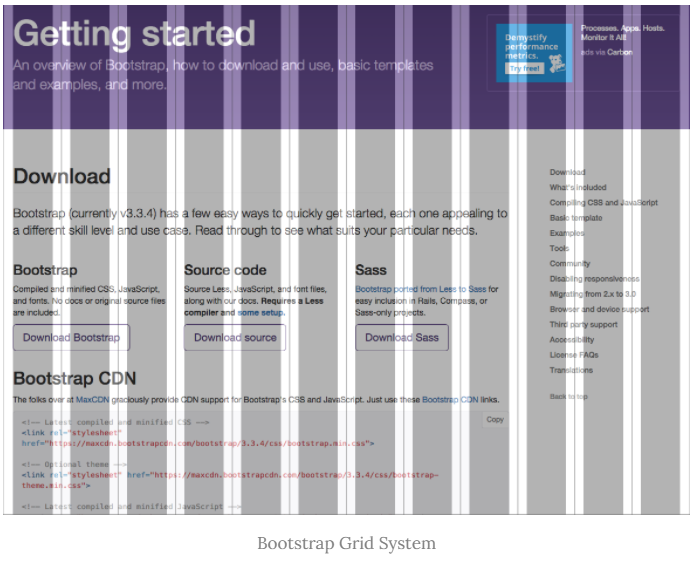 Getting started
An overview of Bootstrap, how to download and use, basic templates
and examples, and more.
Demystify
performance
metrics.
Try free!
Processes. Apps. Hosts.
Monitor It All!
ads via Carbon
Download
Bootstrap (currently v3.3.4) has a few easy ways to quickly get started, each one appealing to
a different skill level and use case. Read through to see what suits your particular needs.
Bootstrap
Compiled and minified CSS, JavaScript,
and fonts. No docs or original source files
are included.
Download Bootstrap
Source code
Source Less, JavaScript, and font files,
along with our docs. Requires a Less
compiler and some setup.
Download source
Sass
Bootstrap ported from Less to Sass for
easy inclusion in Rails, Compass, or
Sass-only projects.
Download Sass
Bootstrap CDN
The folks over at MaxCDN graciously provide CDN support for Bootstrap's CSS and JavaScript. Just use these Bootstrap CDN links.
Copy
<!-- Latest compiled and minified CSS -->
<link rel="stylesheet"
href="https://maxcdn.bootstrapcdn.com/bootstrap/3.3.4/css/bootstrap.min.css">
<!-- Optional theme -->
<link rel="stylesheet" href="https://maxcdn.bootstrapcdn.com/bootstrap/3.3.4/css/bootstrap-
theme.min.css">
<!-- Latest compiled and minified JavaScript -->
Download
What's included
Compiling CSS and JavaScript
Basic template
Examples
Tools
Community
Disabling responsiveness
Migrating from 2.x to 3.0
Browser and device support
Third party support
Accessibility
License FAQs
Translations
Back to top
Bootstrap Grid System